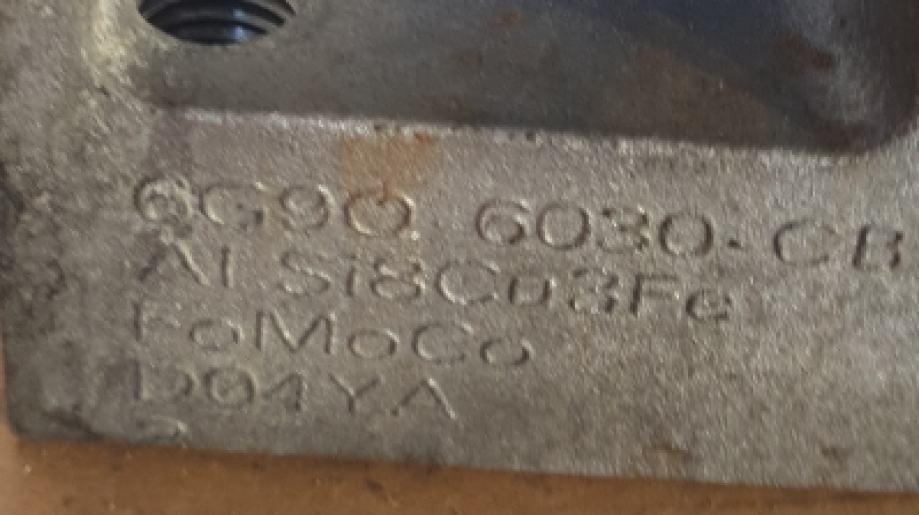 6G9Q 6030-CB
Al Si8Cu3Fe
FoMoCo
D04YA